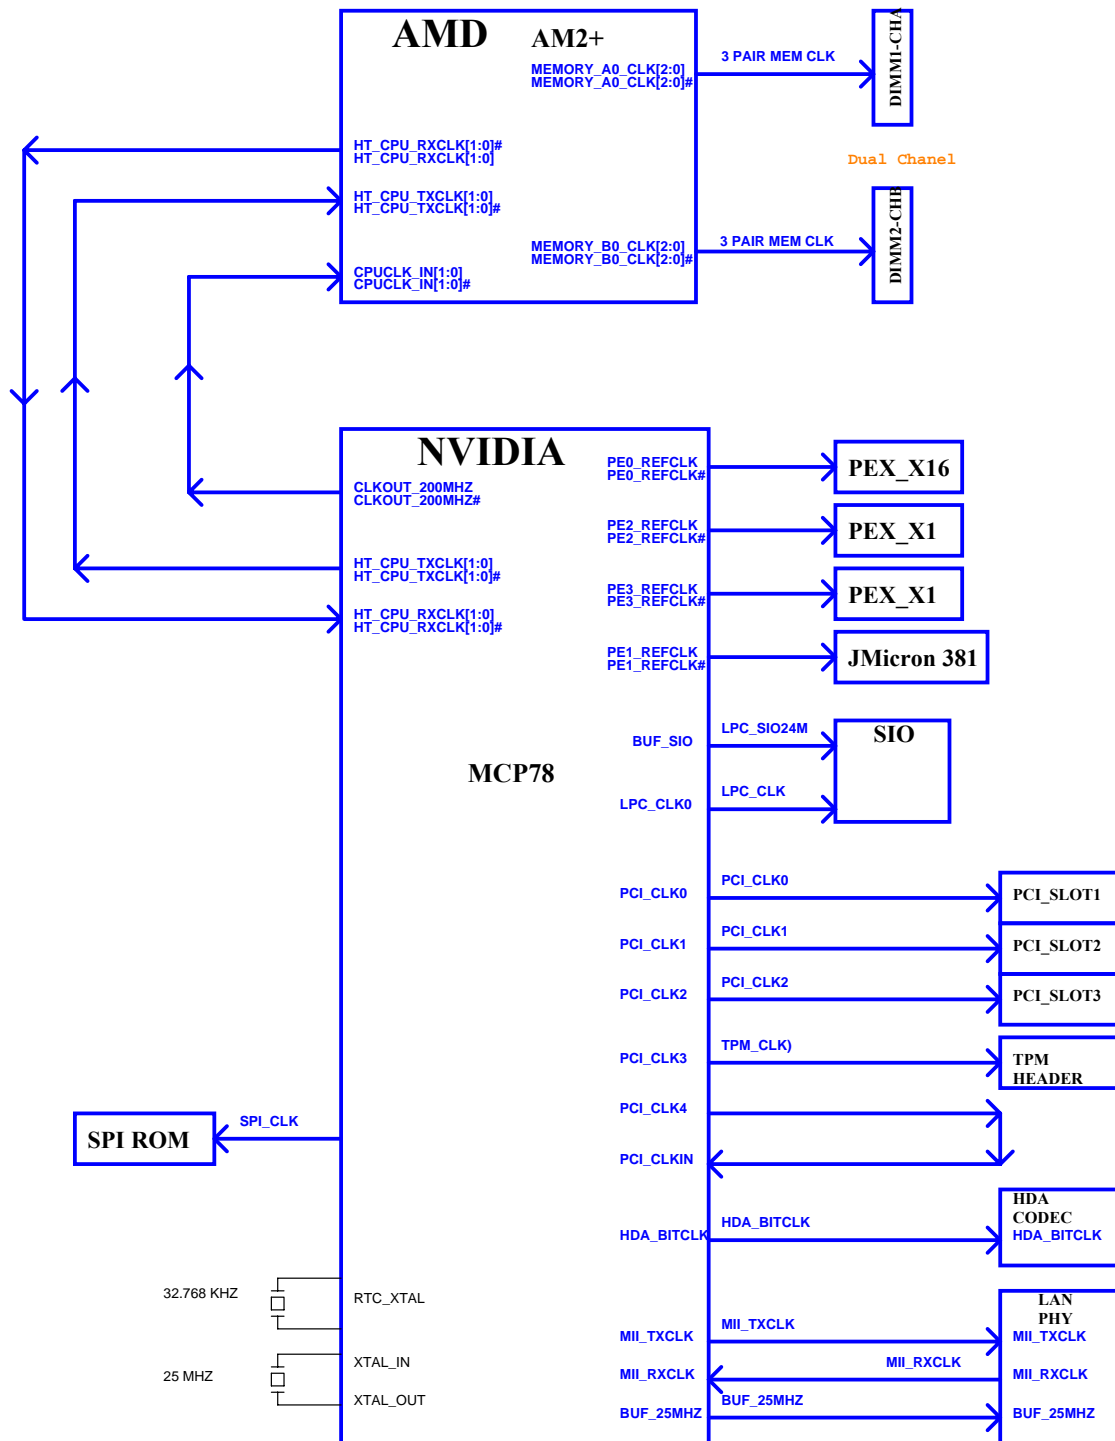 AMD AM2+
MEMORY_A0_CLK[2:0]
MEMORY_A0_CLK[2:0]#
3 PAIR MEM CLK
DIMM1-CHA
HT_CPU_RXCLK[1:0]#
HT_CPU_RXCLK[1:0]
Dual Chanel
HT_CPU_TXCLK[1:0]
HT_CPU_TXCLK[1:0]#
MEMORY_B0_CLK[2:0]
MEMORY_B0_CLK[2:0]#
3 PAIR MEM CLK
DIMM2-CHB
CPUCLK_IN[1:0]
CPUCLK_IN[1:0]#
NVIDIA
PE0_REFCLK
PE0_REFCLK#
PEX_X16
CLKOUT_200MHZ
CLKOUT_200MHZ#
PE2_REFCLK
PE2_REFCLK#
PEX_X1
HT_CPU_TXCLK[1:0]
HT_CPU_TXCLK[1:0]#
PE3_REFCLK
PE3_REFCLK#
PEX_X1
HT_CPU_RXCLK[1:0]
HT_CPU_RXCLK[1:0]#
PE1_REFCLK
PE1_REFCLK#
JMicron 381
BUF_SIO
LPC_SIO24M
SIO
MCP78
LPC_CLK0
LPC_CLK
PCI_CLK0
PCI_CLK0
PCI_SLOT1
PCI_CLK1
PCI_CLK1
PCI_SLOT2
PCI_CLK2
PCI_CLK2
PCI_SLOT3
PCI_CLK3
TPM_CLK)
TPM
HEADER
PCI_CLK4
SPI ROM
SPI_CLK
PCI_CLKIN
HDA
CODEC
HDA_BITCLK
HDA_BITCLK
HDA_BITCLK
32.768 KHZ
RTC_XTAL
LAN
PHY
MII_TXCLK
MII_TXCLK
MII_TXCLK
25 MHZ
XTAL_IN
XTAL_OUT
MII_RXCLK
MII_RXCLK
MII_RXCLK
BUF_25MHZ
BUF_25MHZ
BUF_25MHZ